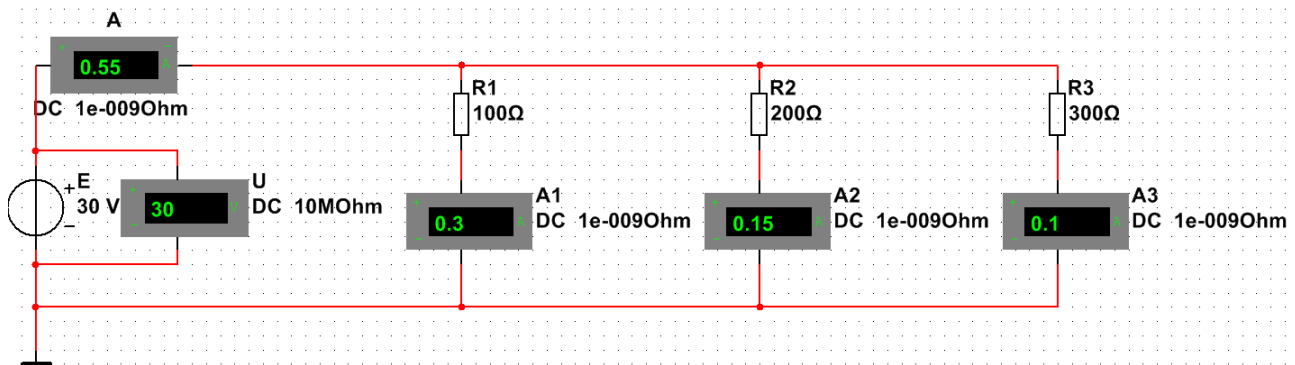 A
0.55 A
DC 1e-009Ohm
R1
100Ω
R2
200Ω
R3
300Ω
E
30 V
U
30 V
DC 10MOhm
A1
0.3 A
DC 1e-009Ohm
A2
0.15 A
DC 1e-009Ohm
A3
0.1 A
DC 1e-009Ohm